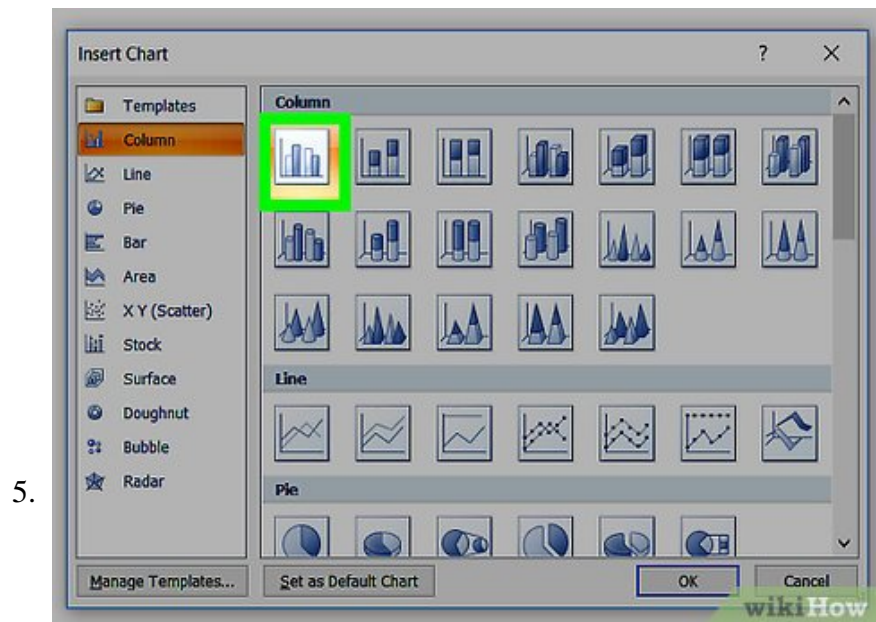 Insert Chart ? ×
Templates
Column
Line
Pie
Bar
Area
X Y (Scatter)
Stock
Surface
Doughnut
Bubble
Radar
Column
Line
Pie
5.
Manage Templates... Set as Default Chart OK Cancel
wikiHow